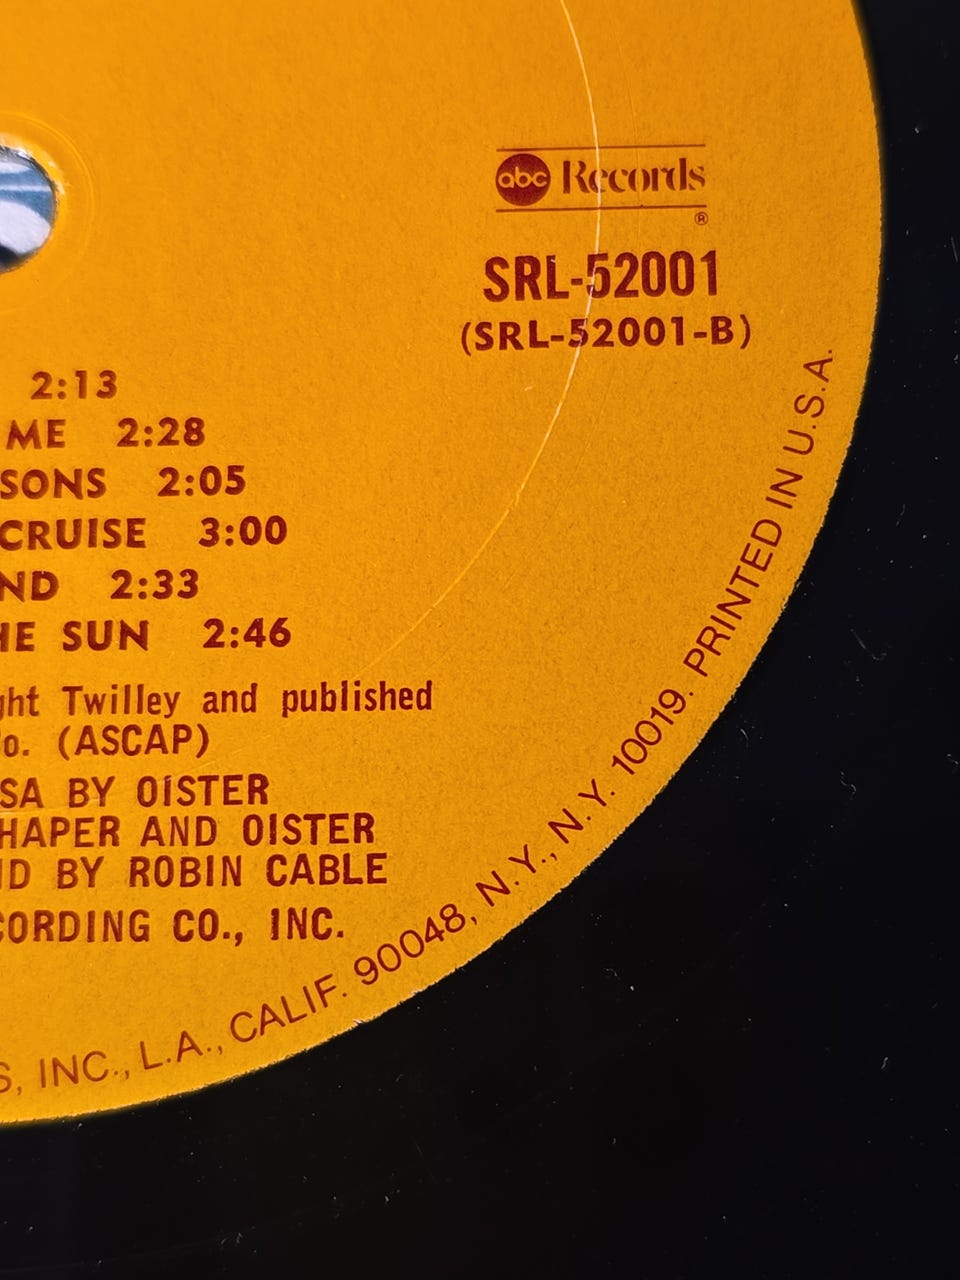 abc Records
®
SRL-52001
(SRL-52001-B)
2:13
ME 2:28
SONS 2:05
CRUISE 3:00
ND 2:33
HE SUN 2:46
ght Twilley and published
o. (ASCAP)
SA BY OISTER
HAPER AND OISTER
ND BY ROBIN CABLE
CORDING CO., INC.
S, INC., L.A., CALIF. 90048, N.Y., N.Y. 10019. PRINTED IN U.S.A.